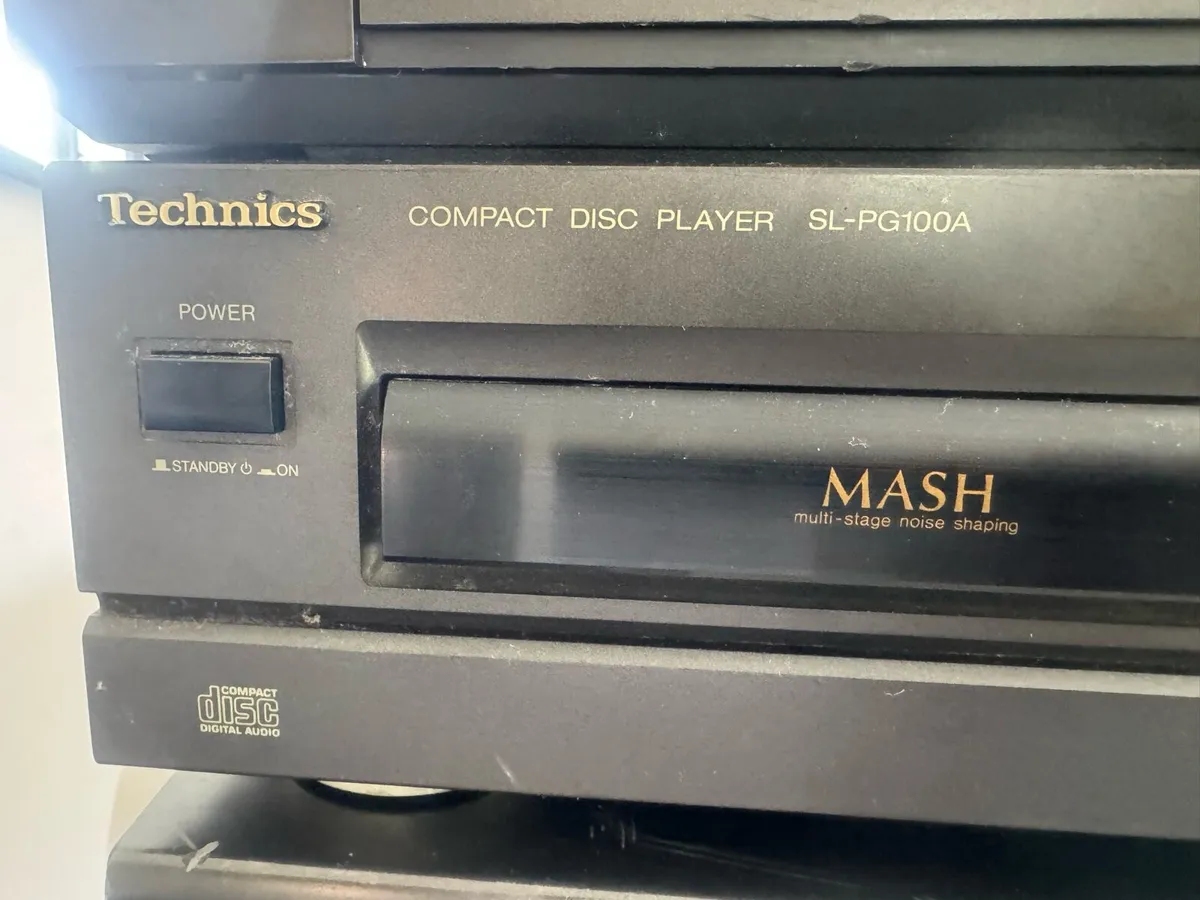 Technics
COMPACT DISC PLAYER SL-PG100A
POWER
STANDBY ON
MASH
multi-stage noise shaping
COMPACT
disc
DIGITAL AUDIO